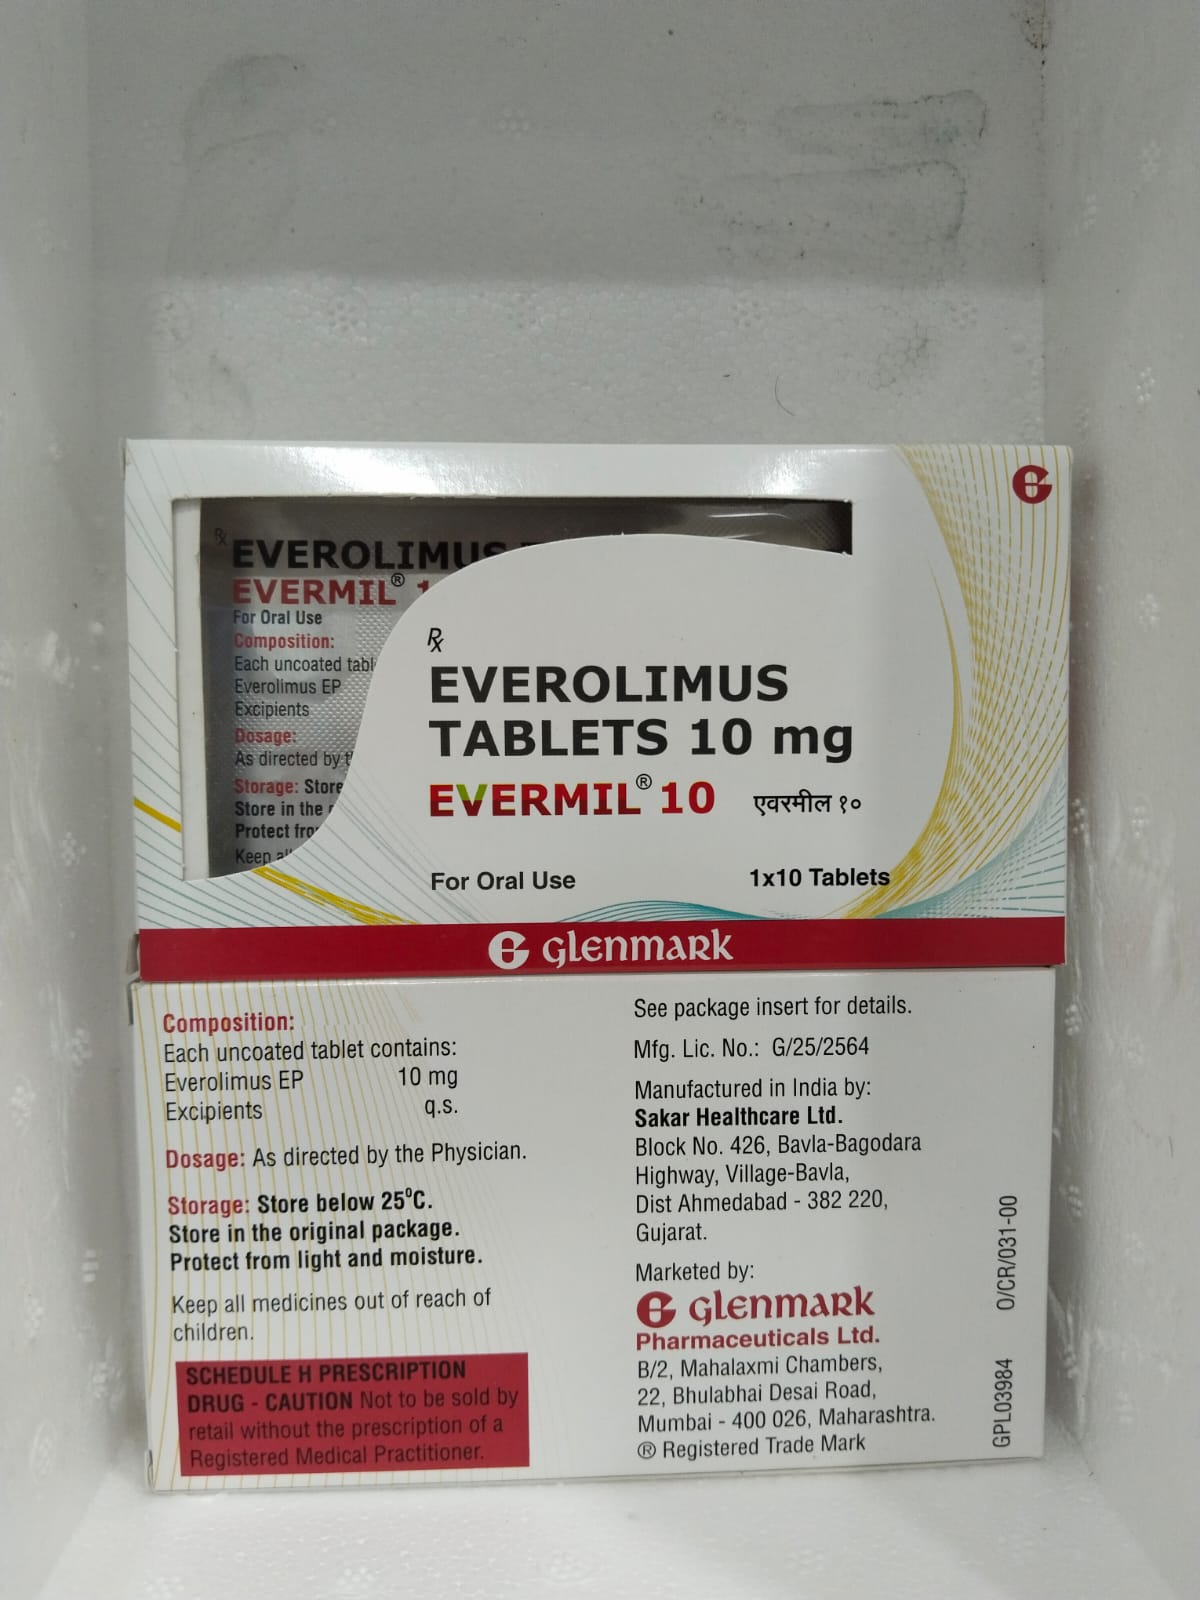 Rx
EVEROLIMUS
EVERMIL® 1
For Oral Use
Composition:
Each uncoated tabl
Everolimus EP
Excipients
Dosage:
As directed by
Storage: Store
Store in the
Protect fro
Keep
Rx
EVEROLIMUS
TABLETS 10 mg
EVERMIL® 10 एवरमील १०
For Oral Use 1x10 Tablets
GLENMARK
Composition:
Each uncoated tablet contains:
Everolimus EP 10 mg
Excipients q.s.
Dosage: As directed by the Physician.
Storage: Store below 25⁰C.
Store in the original package.
Protect from light and moisture.
Keep all medicines out of reach of
children.
SCHEDULE H PRESCRIPTION
DRUG - CAUTION Not to be sold by
retail without the prescription of a
Registered Medical Practitioner.
See package insert for details.
Mfg. Lic. No.: G/25/2564
Manufactured in India by:
Sakar Healthcare Ltd.
Block No. 426, Bavla-Bagodara
Highway, Village-Bavla,
Dist Ahmedabad - 382 220,
Gujarat.
Marketed by:
GLENMARK
Pharmaceuticals Ltd.
B/2, Mahalaxmi Chambers,
22, Bhulabhai Desai Road,
Mumbai - 400 026, Maharashtra.
® Registered Trade Mark
GPL03984 O/CR/031-00